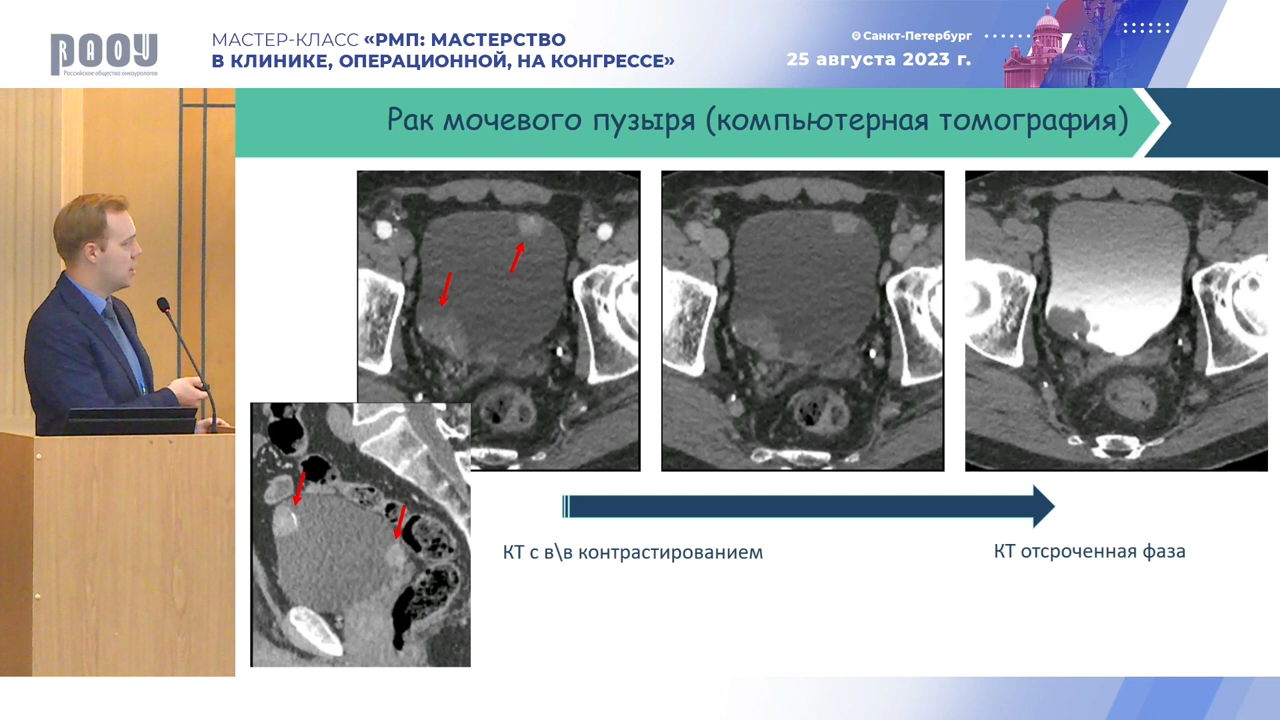 РАОУ
Российское общество онкоурологов
МАСТЕР-КЛАСС «РМП: МАСТЕРСТВО
В КЛИНИКЕ, ОПЕРАЦИОННОЙ, НА КОНГРЕССЕ»
Санкт-Петербург
25 августа 2023 г.
Рак мочевого пузыря (компьютерная томография)
КТ с в\в контрастированием
КТ отсроченная фаза